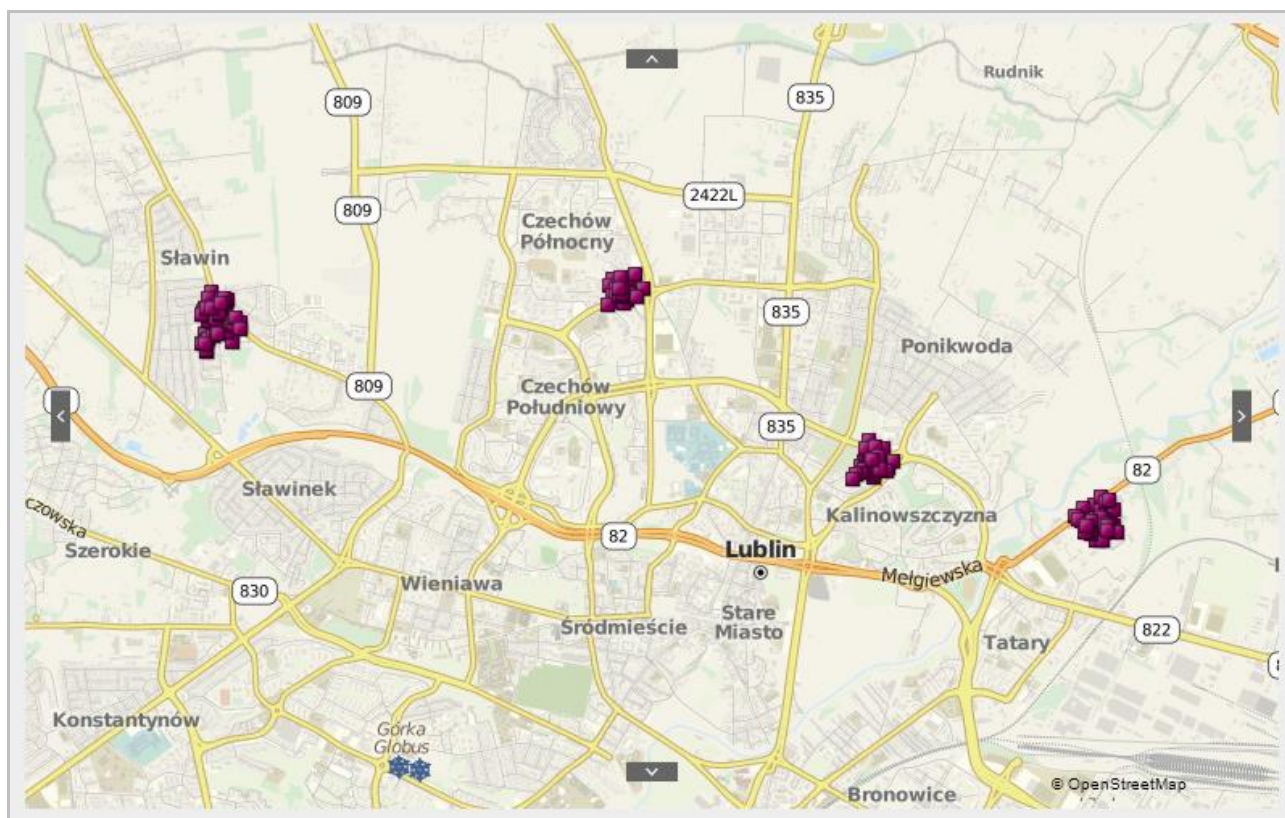 Rudnik
809
835
2422L
809
Czechów
Północny
Sławin
835
Ponikwoda
809
Czechów
Południowy
835
82
Sławinek
Kalinowszczyzna
czowska
Szerokie
82
Lublin
Mełgiewska
Wieniawa
830
Stare
Miasto
Śródmieście
822
Tatary
Konstantynów
Górka
Globus
© OpenStreetMap
Bronowice